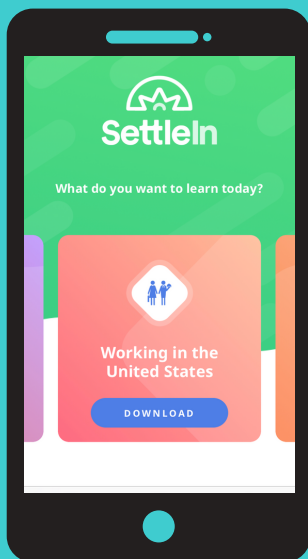 SettleIn
What do you want to learn today?
Working in the
United States
DOWNLOAD